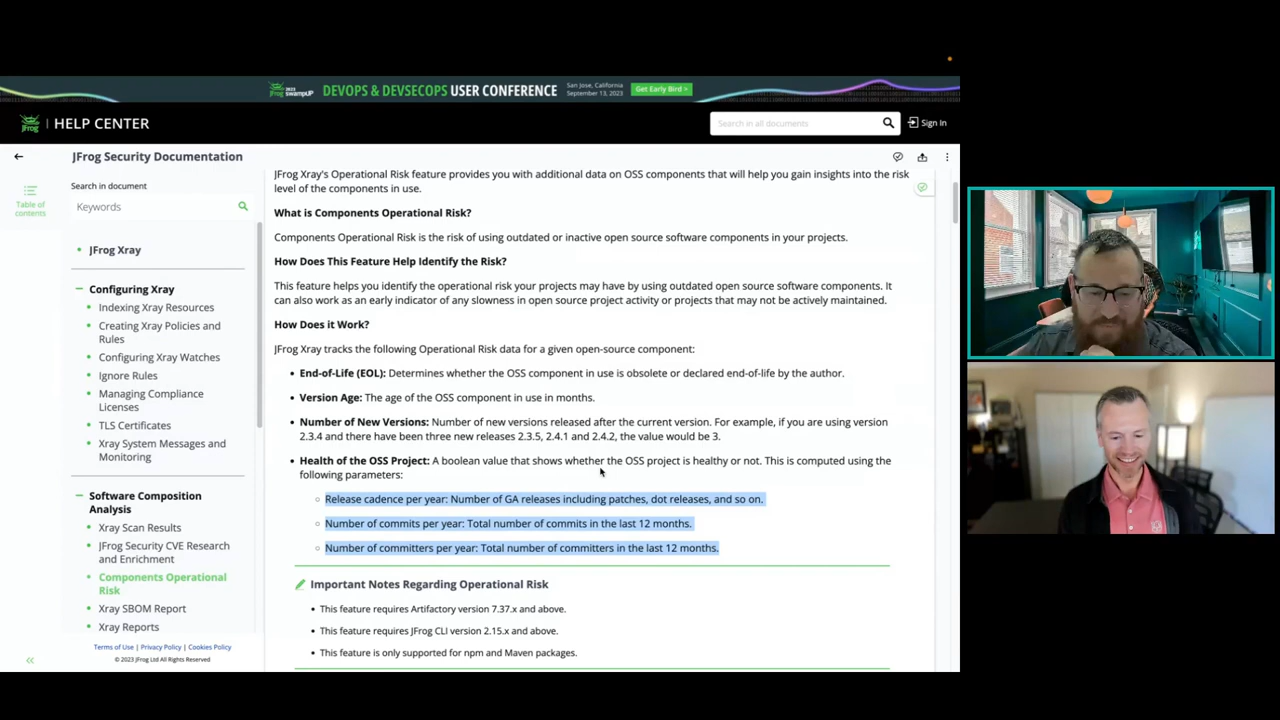 JFrog
2023
swampUP
DEVOPS & DEVSECOPS USER CONFERENCE
San Jose, California
September 13, 2023
Get Early Bird >
JFrog
HELP CENTER
Search in all documents
Sign In
JFrog Security Documentation
Table of
contents
Search in document
Keywords
JFrog Xray
Configuring Xray
Indexing Xray Resources
Creating Xray Policies and
Rules
Configuring Xray Watches
Ignore Rules
Managing Compliance
Licenses
TLS Certificates
Xray System Messages and
Monitoring
Software Composition
Analysis
Xray Scan Results
JFrog Security CVE Research
and Enrichment
Components Operational
Risk
Xray SBOM Report
Xray Reports
Terms of Use | Privacy Policy | Cookies Policy
© 2023 JFrog Ltd All Rights Reserved
JFrog Xray's Operational Risk feature provides you with additional data on OSS components that will help you gain insights into the risk
level of the components in use.
What is Components Operational Risk?
Components Operational Risk is the risk of using outdated or inactive open source software components in your projects.
How Does This Feature Help Identify the Risk?
This feature helps you identify the operational risk your projects may have by using outdated open source software components. It
can also work as an early indicator of any slowness in open source project activity or projects that may not be actively maintained.
How Does it Work?
JFrog Xray tracks the following Operational Risk data for a given open-source component:
End-of-Life (EOL): Determines whether the OSS component in use is obsolete or declared end-of-life by the author.
Version Age: The age of the OSS component in use in months.
Number of New Versions: Number of new versions released after the current version. For example, if you are using version
2.3.4 and there have been three new releases 2.3.5, 2.4.1 and 2.4.2, the value would be 3.
Health of the OSS Project: A boolean value that shows whether the OSS project is healthy or not. This is computed using the
following parameters:
Release cadence per year: Number of GA releases including patches, dot releases, and so on.
Number of commits per year: Total number of commits in the last 12 months.
Number of committers per year: Total number of committers in the last 12 months.
Important Notes Regarding Operational Risk
This feature requires Artifactory version 7.37.x and above.
This feature requires JFrog CLI version 2.15.x and above.
This feature is only supported for npm and Maven packages.